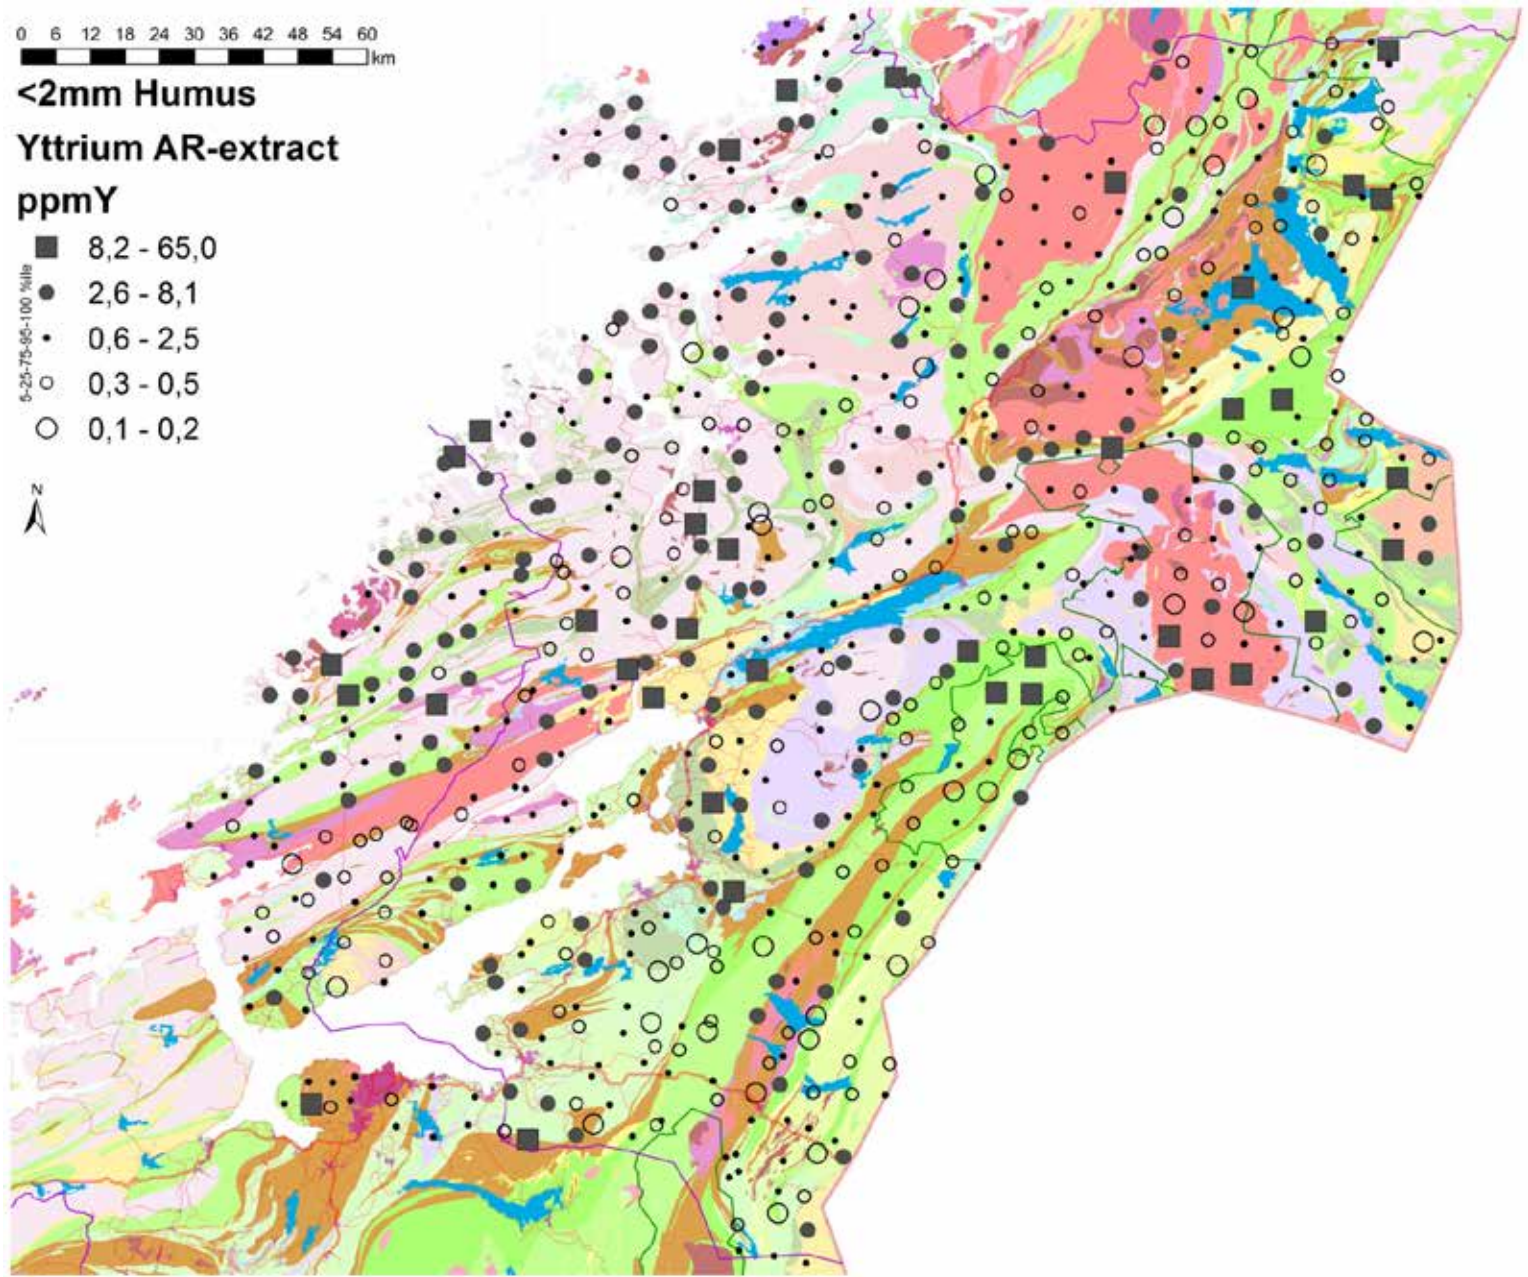 0 6 12 18 24 30 36 42 48 54 60
km
<2mm Humus
Yttrium AR-extract
ppmY
8,2 - 65,0
2,6 - 8,1
0,6 - 2,5
0,3 - 0,5
0,1 - 0,2
5-25-75-95-100 %ile
N